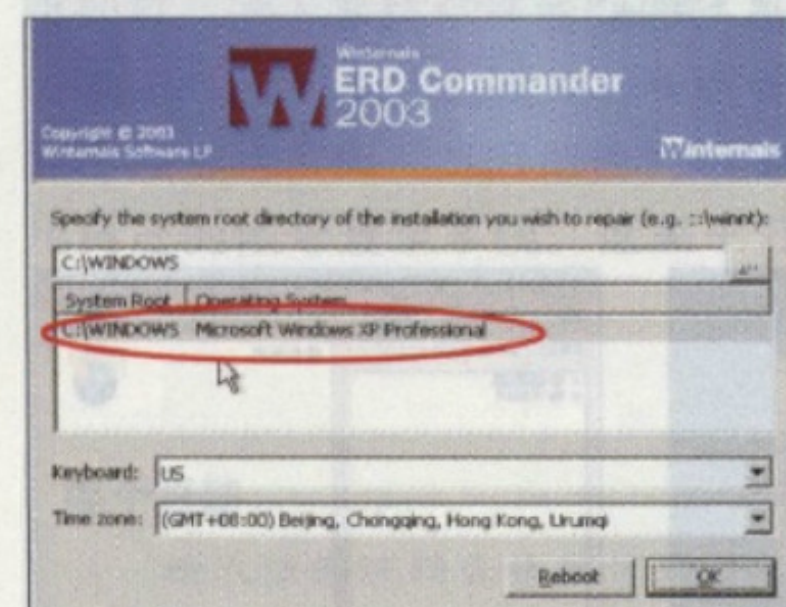 Winternals
ERD Commander
2003
Copyright © 2003
Winternals Software LP
Winternals
Specify the system root directory of the installation you wish to repair (e.g. ::\winnt):
C:\WINDOWS
...
System Root Operating System
C:\WINDOWS Microsoft Windows XP Professional
Keyboard: US
Time zone: (GMT+08:00) Beijing, Chongqing, Hong Kong, Urumqi
Reboot OK